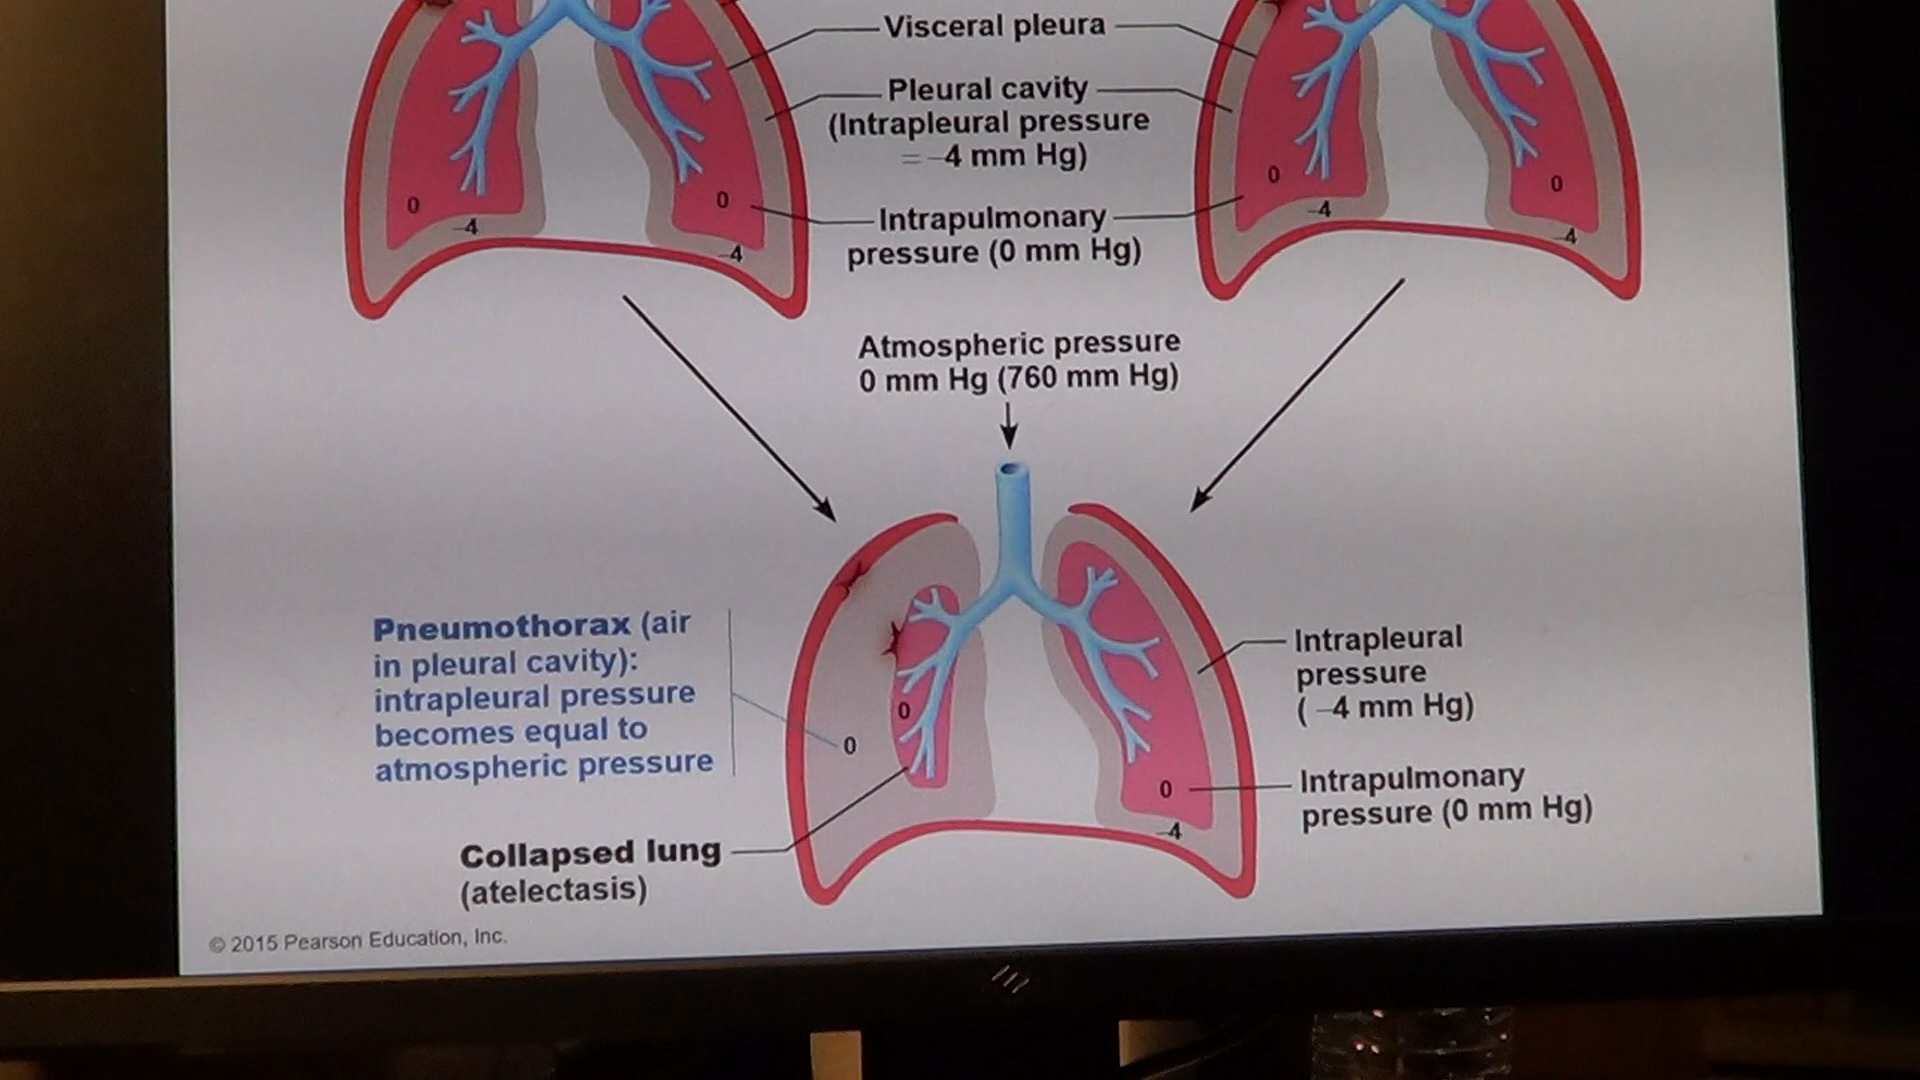 Visceral pleura
Pleural cavity
(Intrapleural pressure
= –4 mm Hg)
0
–4
0
–4
Intrapulmonary
pressure (0 mm Hg)
0
–4
0
–4
Atmospheric pressure
0 mm Hg (760 mm Hg)
Pneumothorax (air
in pleural cavity):
intrapleural pressure
becomes equal to
atmospheric pressure
0
0
Collapsed lung
(atelectasis)
Intrapleural
pressure
( –4 mm Hg)
0
–4
Intrapulmonary
pressure (0 mm Hg)
© 2015 Pearson Education, Inc.